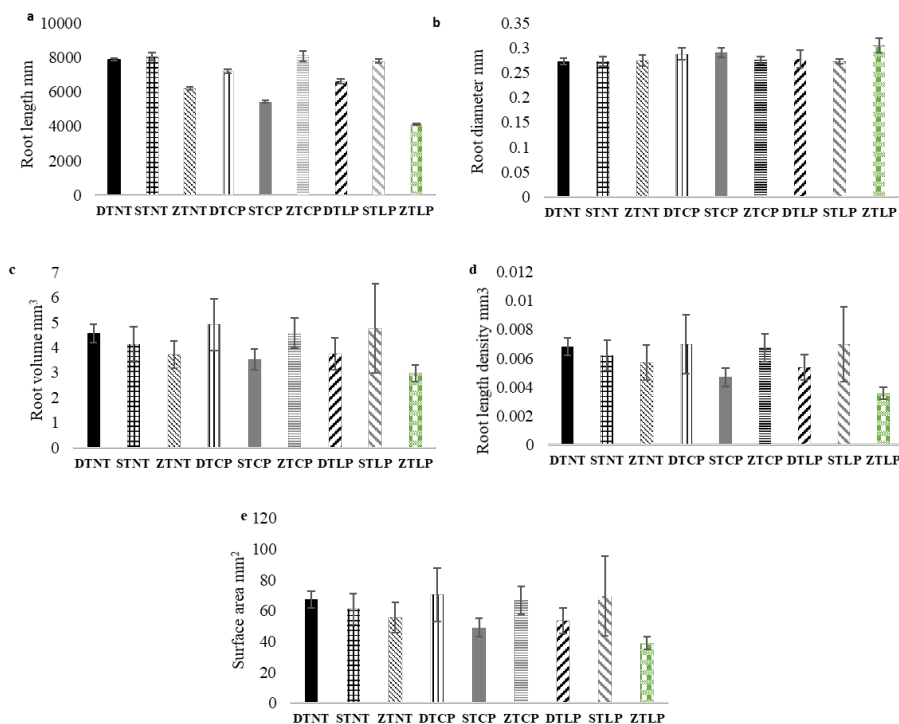 a
10000
8000
6000
4000
2000
0
Root length mm
DTNT STNT ZTNT DTCP STCP ZTCP DTLP STLP ZTLP
b
0.35
0.3
0.25
0.2
0.15
0.1
0.05
0
Root diameter mm
DTNT STNT ZTNT DTCP STCP ZTCP DTLP STLP ZTLP
c
7
6
5
4
3
2
1
0
Root volume mm³
DTNT STNT ZTNT DTCP STCP ZTCP DTLP STLP ZTLP
d
0.012
0.01
0.008
0.006
0.004
0.002
0
Root length density mm3
DTNT STNT ZTNT DTCP STCP ZTCP DTLP STLP ZTLP
e
120
100
80
60
40
20
0
Surface area mm²
DTNT STNT ZTNT DTCP STCP ZTCP DTLP STLP ZTLP